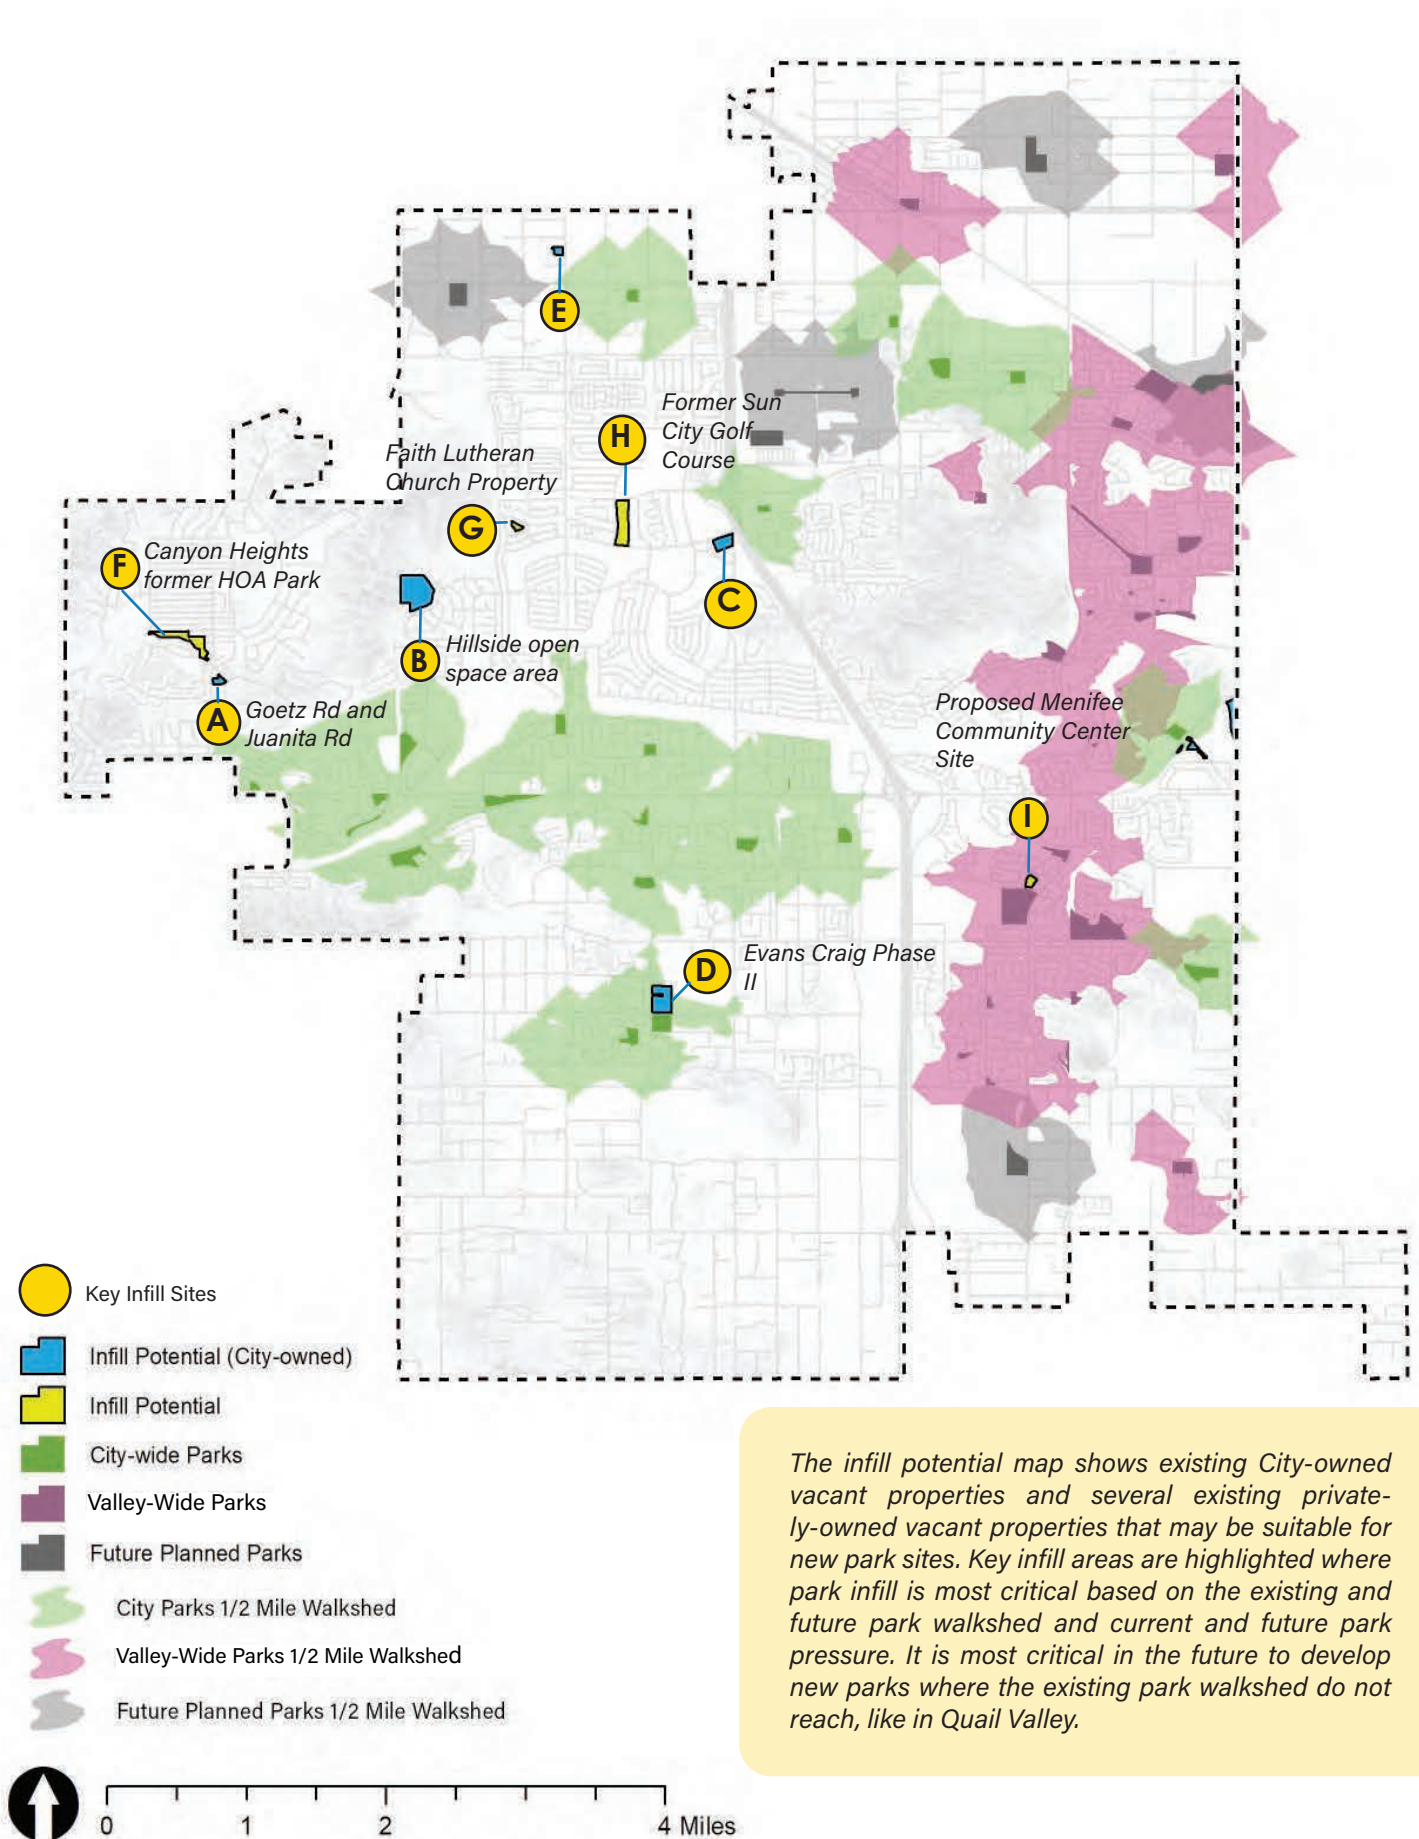 E
Former Sun
City Golf
Course
H
Faith Lutheran
Church Property
G
Canyon Heights
former HOA Park
F
C
Hillside open
space area
B
Goetz Rd and
Juanita Rd
A
Proposed Menifee
Community Center
Site
I
Evans Craig Phase
II
D
Key Infill Sites
Infill Potential (City-owned)
Infill Potential
City-wide Parks
Valley-Wide Parks
Future Planned Parks
City Parks 1/2 Mile Walkshed
Valley-Wide Parks 1/2 Mile Walkshed
Future Planned Parks 1/2 Mile Walkshed
0 1 2 4 Miles
The infill potential map shows existing City-owned
vacant properties and several existing private-
ly-owned vacant properties that may be suitable for
new park sites. Key infill areas are highlighted where
park infill is most critical based on the existing and
future park walkshed and current and future park
pressure. It is most critical in the future to develop
new parks where the existing park walkshed do not
reach, like in Quail Valley.